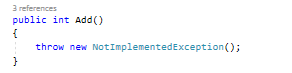 3 references
public int Add()
{
throw new NotImplementedException();
}